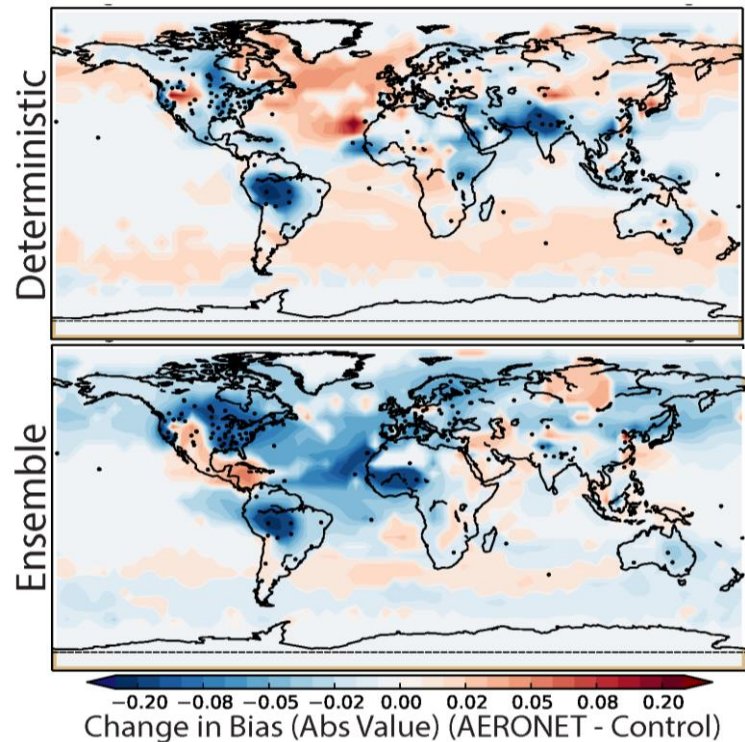 Deterministic
Ensemble
−0.20 −0.08 −0.05 −0.02 0.00 0.02 0.05 0.08 0.20
Change in Bias (Abs Value) (AERONET - Control)